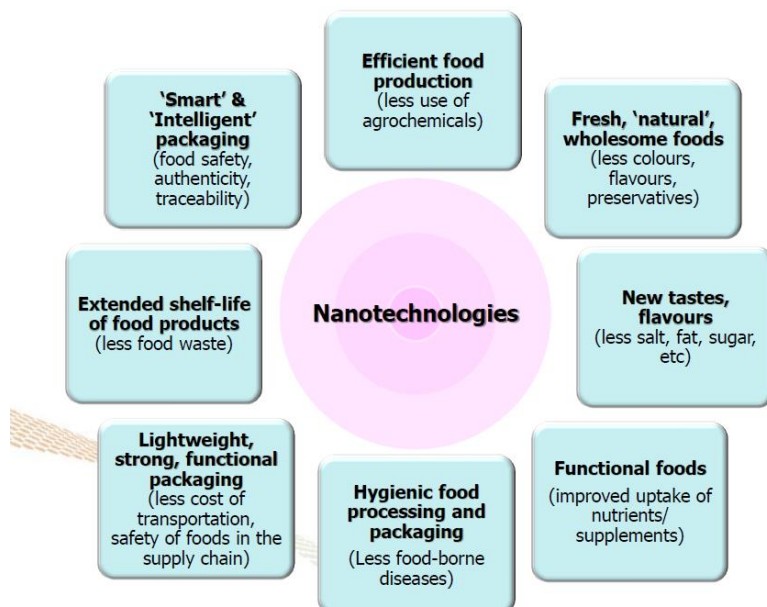 Efficient food
production
(less use of
agrochemicals)
Fresh, ‘natural’,
wholesome foods
(less colours,
flavours,
preservatives)
New tastes,
flavours
(less salt, fat, sugar,
etc)
Functional foods
(improved uptake of
nutrients/
supplements)
Hygienic food
processing and
packaging
(Less food-borne
diseases)
Lightweight,
strong, functional
packaging
(less cost of
transportation,
safety of foods in the
supply chain)
Extended shelf-life
of food products
(less food waste)
‘Smart’ &
‘Intelligent’
packaging
(food safety,
authenticity,
traceability)
Nanotechnologies